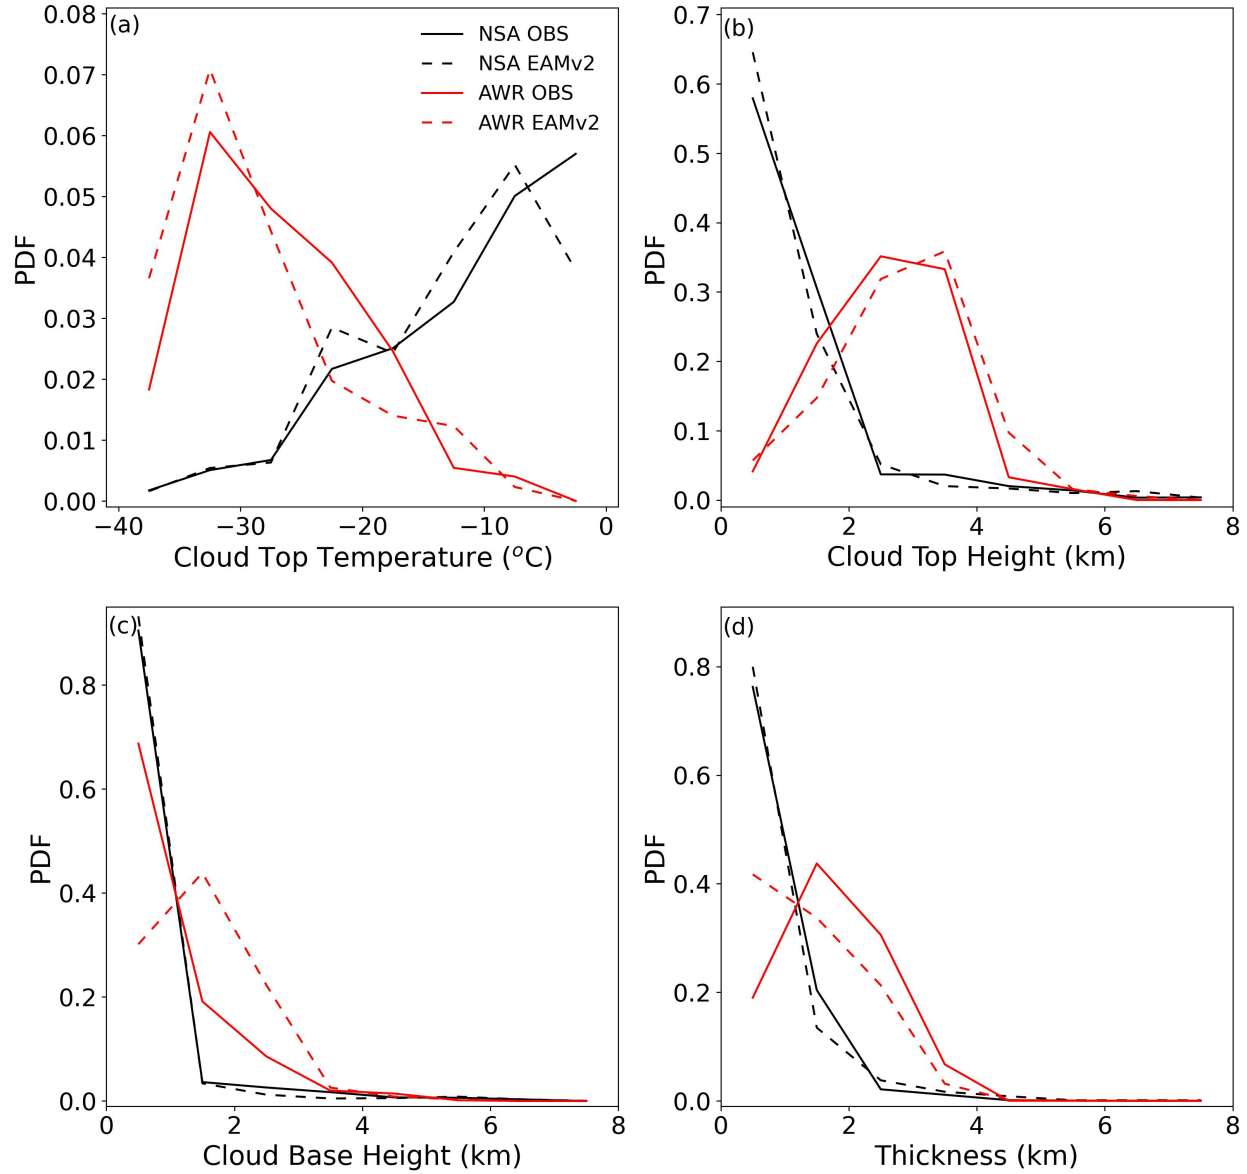 (a)
NSA OBS
NSA EAMv2
AWR OBS
AWR EAMv2
0.08
0.07
0.06
0.05
0.04
0.03
0.02
0.01
0.00
PDF
−40 −30 −20 −10 0
Cloud Top Temperature (°C)
(b)
0.7
0.6
0.5
0.4
0.3
0.2
0.1
0.0
PDF
0 2 4 6 8
Cloud Top Height (km)
(c)
0.8
0.6
0.4
0.2
0.0
PDF
0 2 4 6 8
Cloud Base Height (km)
(d)
0.8
0.6
0.4
0.2
0.0
PDF
0 2 4 6 8
Thickness (km)